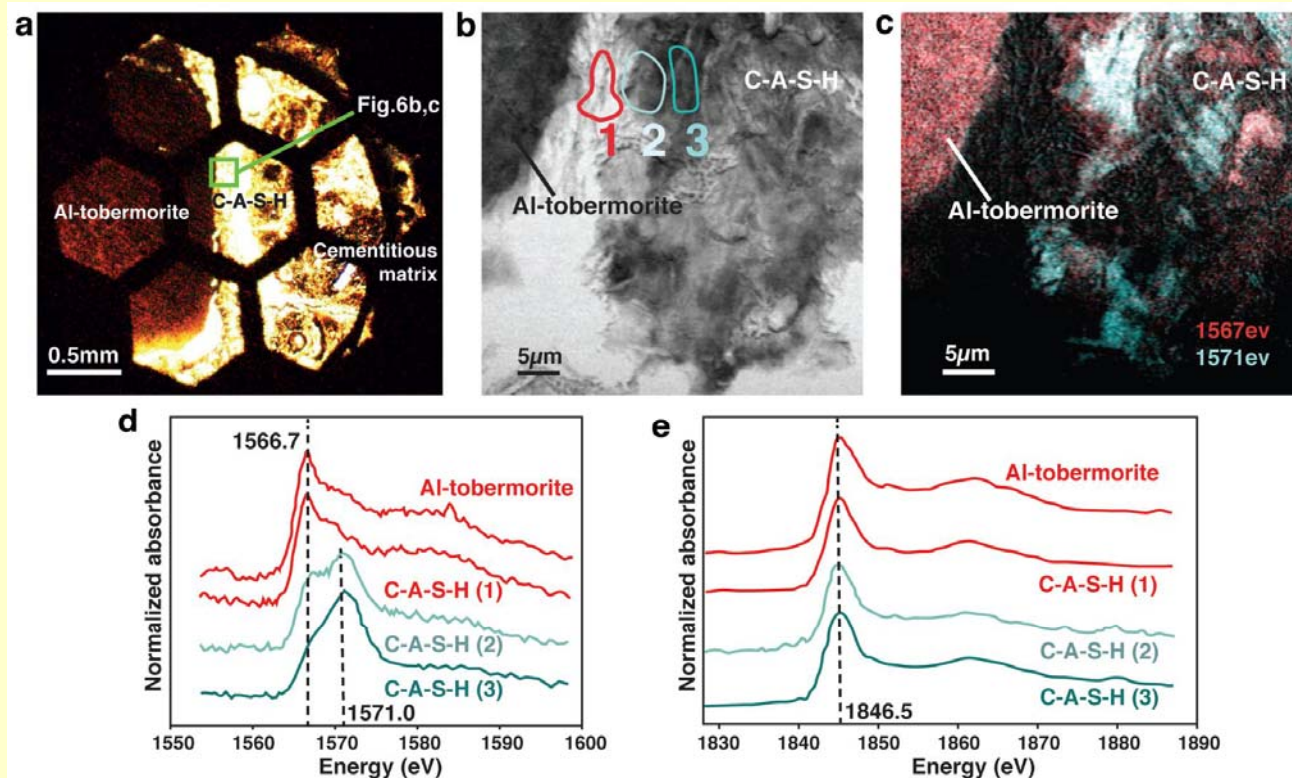 a
Fig.6b,c
C-A-S-H
Al-tobermorite
Cementitious
matrix
0.5mm
b
C-A-S-H
1 2 3
Al-tobermorite
5μm
c
C-A-S-H
Al-tobermorite
1567ev
1571ev
5μm
d
1566.7
Al-tobermorite
C-A-S-H (1)
C-A-S-H (2)
C-A-S-H (3)
1571.0
Normalized absorbance
1550 1560 1570 1580 1590 1600
Energy (eV)
e
Al-tobermorite
C-A-S-H (1)
C-A-S-H (2)
C-A-S-H (3)
1846.5
Normalized absorbance
1830 1840 1850 1860 1870 1880 1890
Energy (eV)